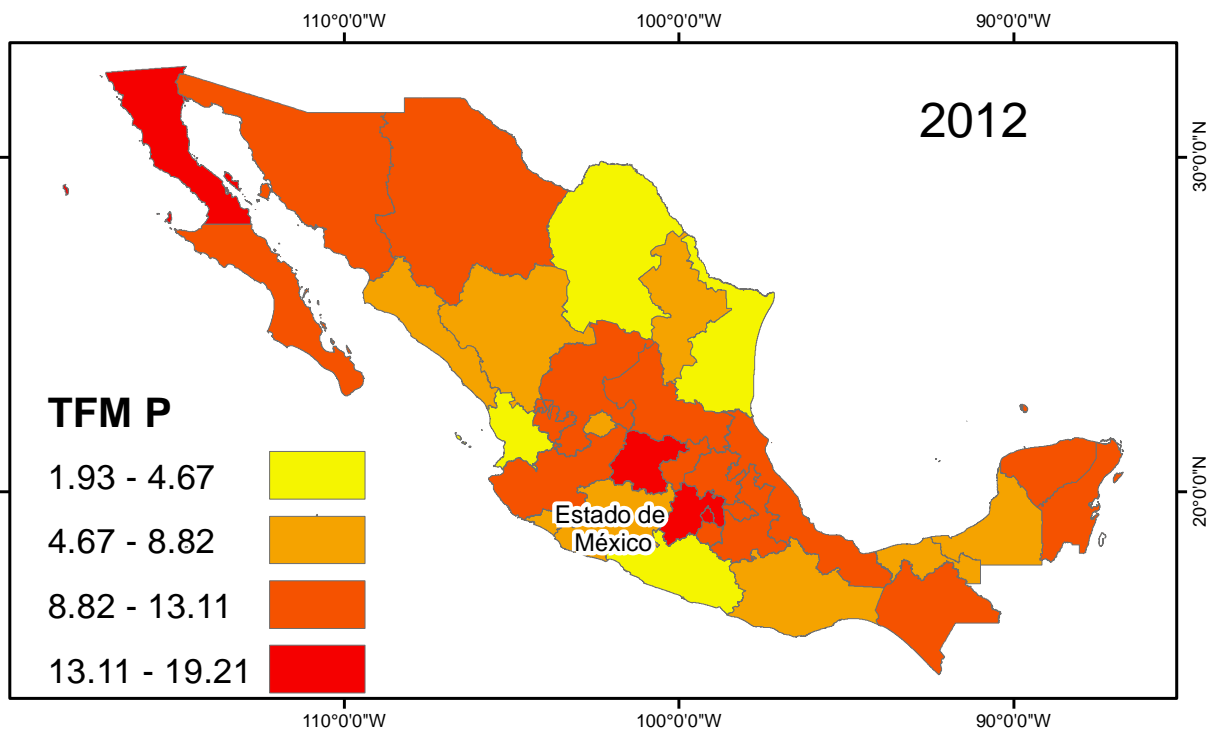 110°0'0"W 100°0'0"W 90°0'0"W
2012
30°0'0"N
TFM P
1.93 - 4.67
20°0'0"N
4.67 - 8.82
Estado de
México
8.82 - 13.11
13.11 - 19.21
110°0'0"W 100°0'0"W 90°0'0"W